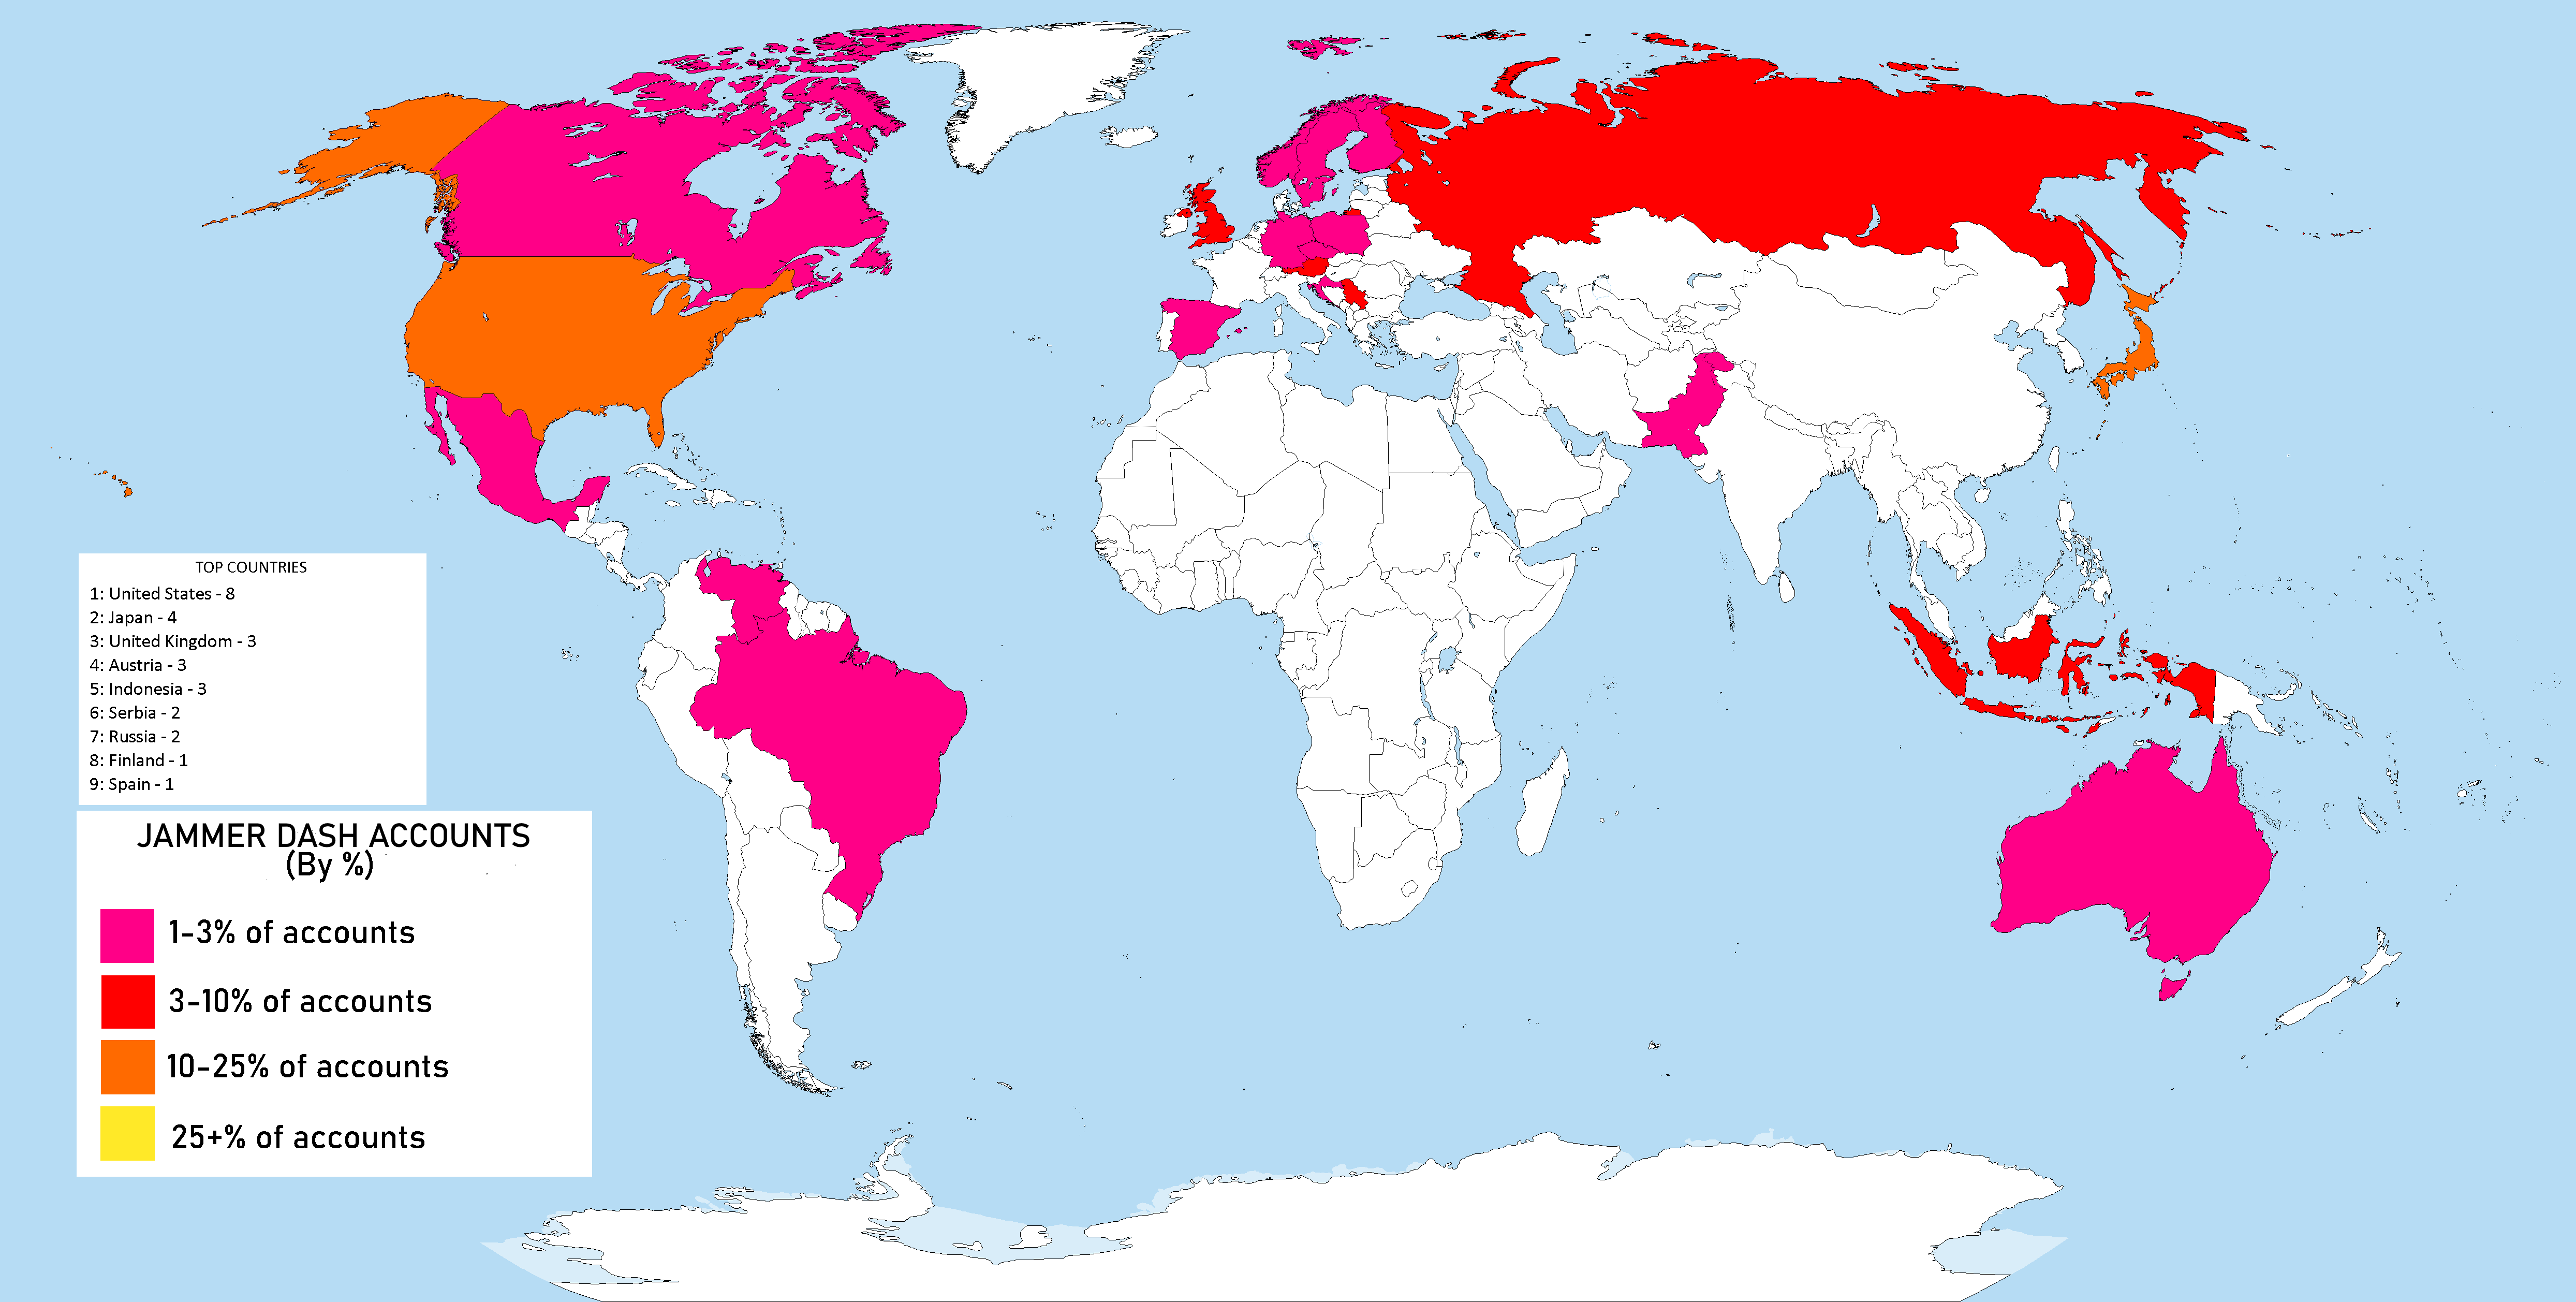 TOP COUNTRIES
1: United States - 8
2: Japan - 4
3: United Kingdom - 3
4: Austria - 3
5: Indonesia - 3
6: Serbia - 2
7: Russia - 2
8: Finland - 1
9: Spain - 1
JAMMER DASH ACCOUNTS
(By %)
1-3% of accounts
3-10% of accounts
10-25% of accounts
25+% of accounts